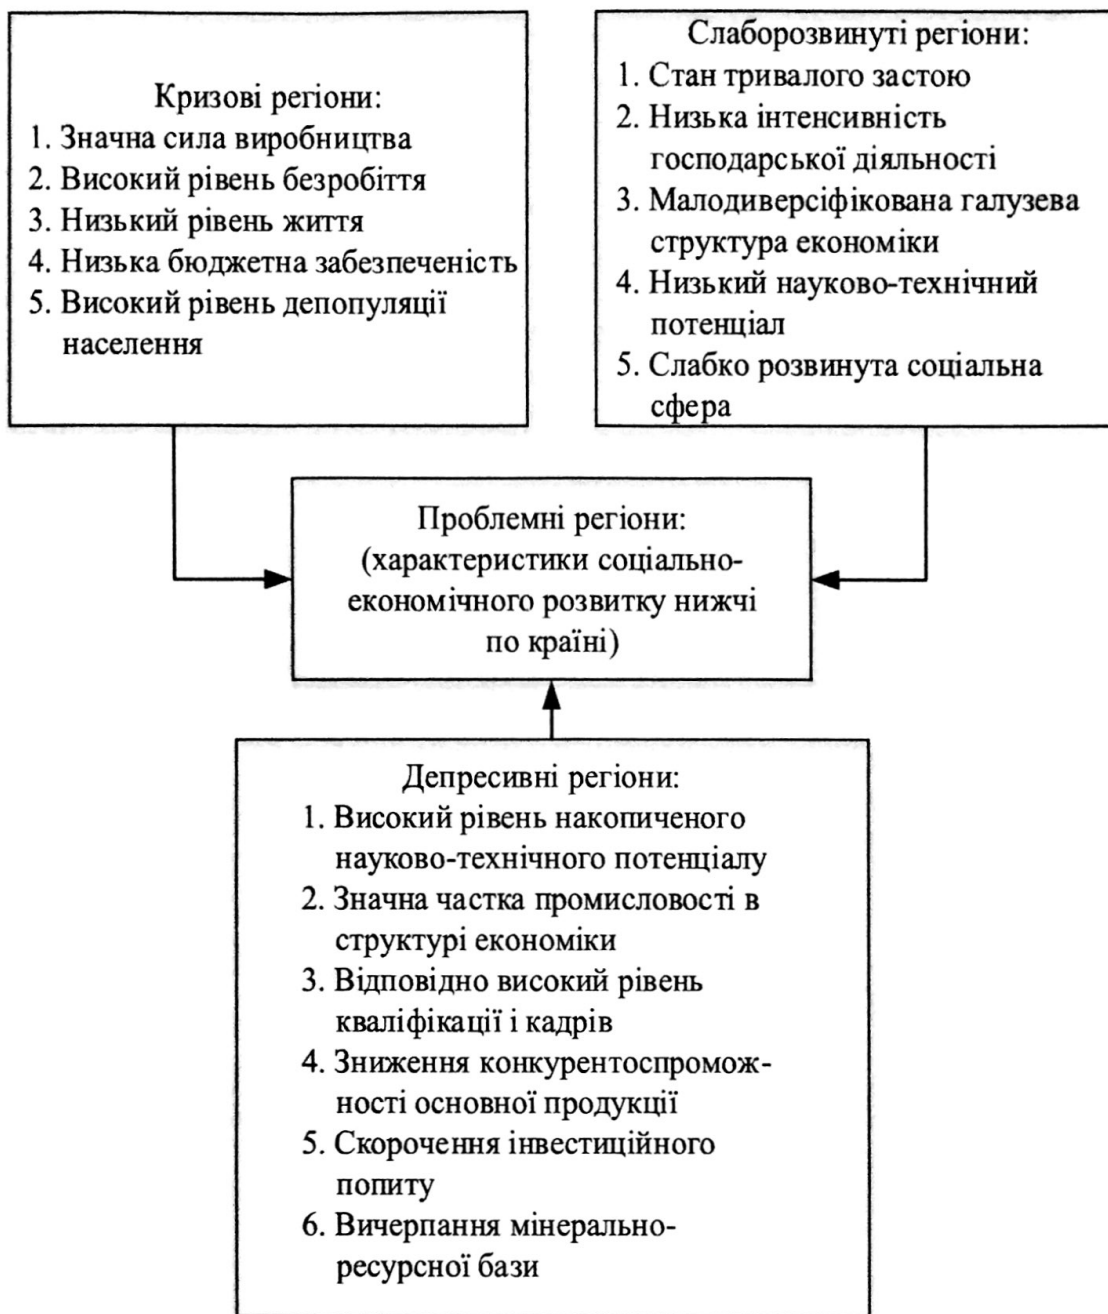 Кризові регіони:
1. Значна сила виробництва
2. Високий рівень безробіття
3. Низький рівень життя
4. Низька бюджетна забезпеченість
5. Високий рівень депопуляції
населення
Слаборозвинуті регіони:
1. Стан тривалого застою
2. Низька інтенсивність
господарської діяльності
3. Малодиверсіфікована галузева
структура економіки
4. Низький науково-технічний
потенціал
5. Слабко розвинута соціальна
сфера
Проблемні регіони:
(характеристики соціально-
економічного розвитку нижчі
по країні)
Депресивні регіони:
1. Високий рівень накопиченого
науково-технічного потенціалу
2. Значна частка промисловості в
структурі економіки
3. Відповідно високий рівень
кваліфікації і кадрів
4. Зниження конкурентоспромож-
ності основної продукції
5. Скорочення інвестиційного
попиту
6. Вичерпання мінерально-
ресурсної бази